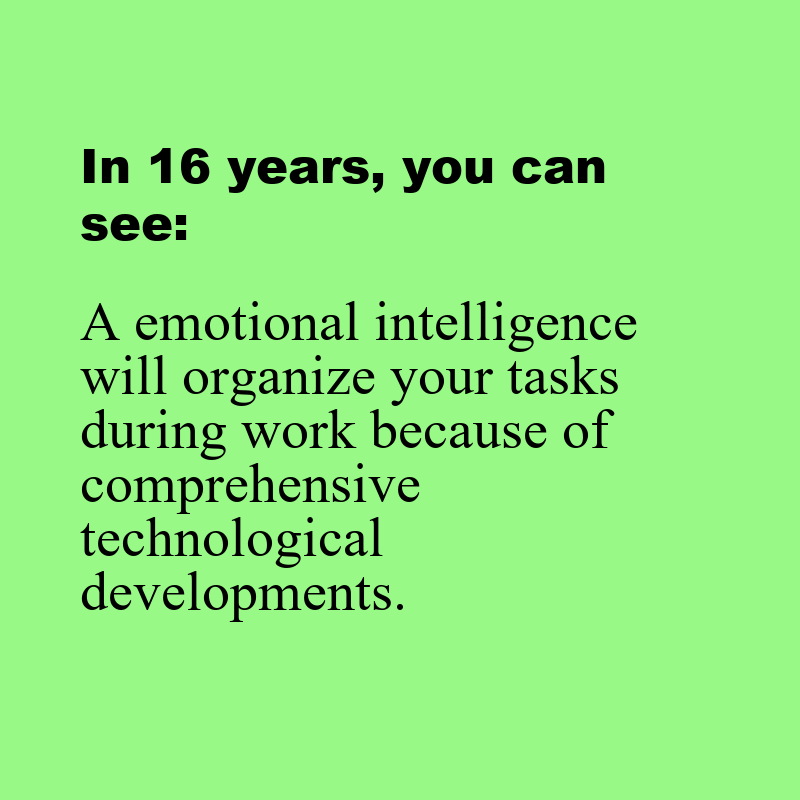 In 16 years, you can
see:
A emotional intelligence
will organize your tasks
during work because of
comprehensive
technological
developments.